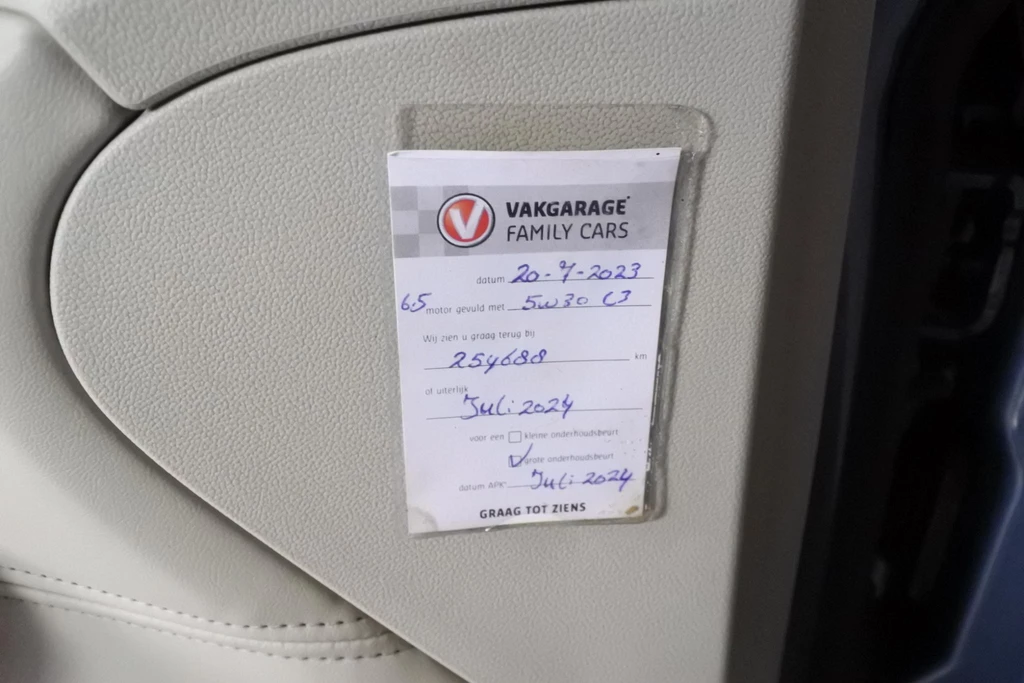 V VAKGARAGE
FAMILY CARS
datum 20-7-2023
6.5 motor gevuld met 5W30 C3
Wij zien u graag terug bij
254688 km
of uiterlijk
Juli 2024
voor een kleine onderhoudsbeurt
grote onderhoudsbeurt
datum APK: Juli 2024
GRAAG TOT ZIENS